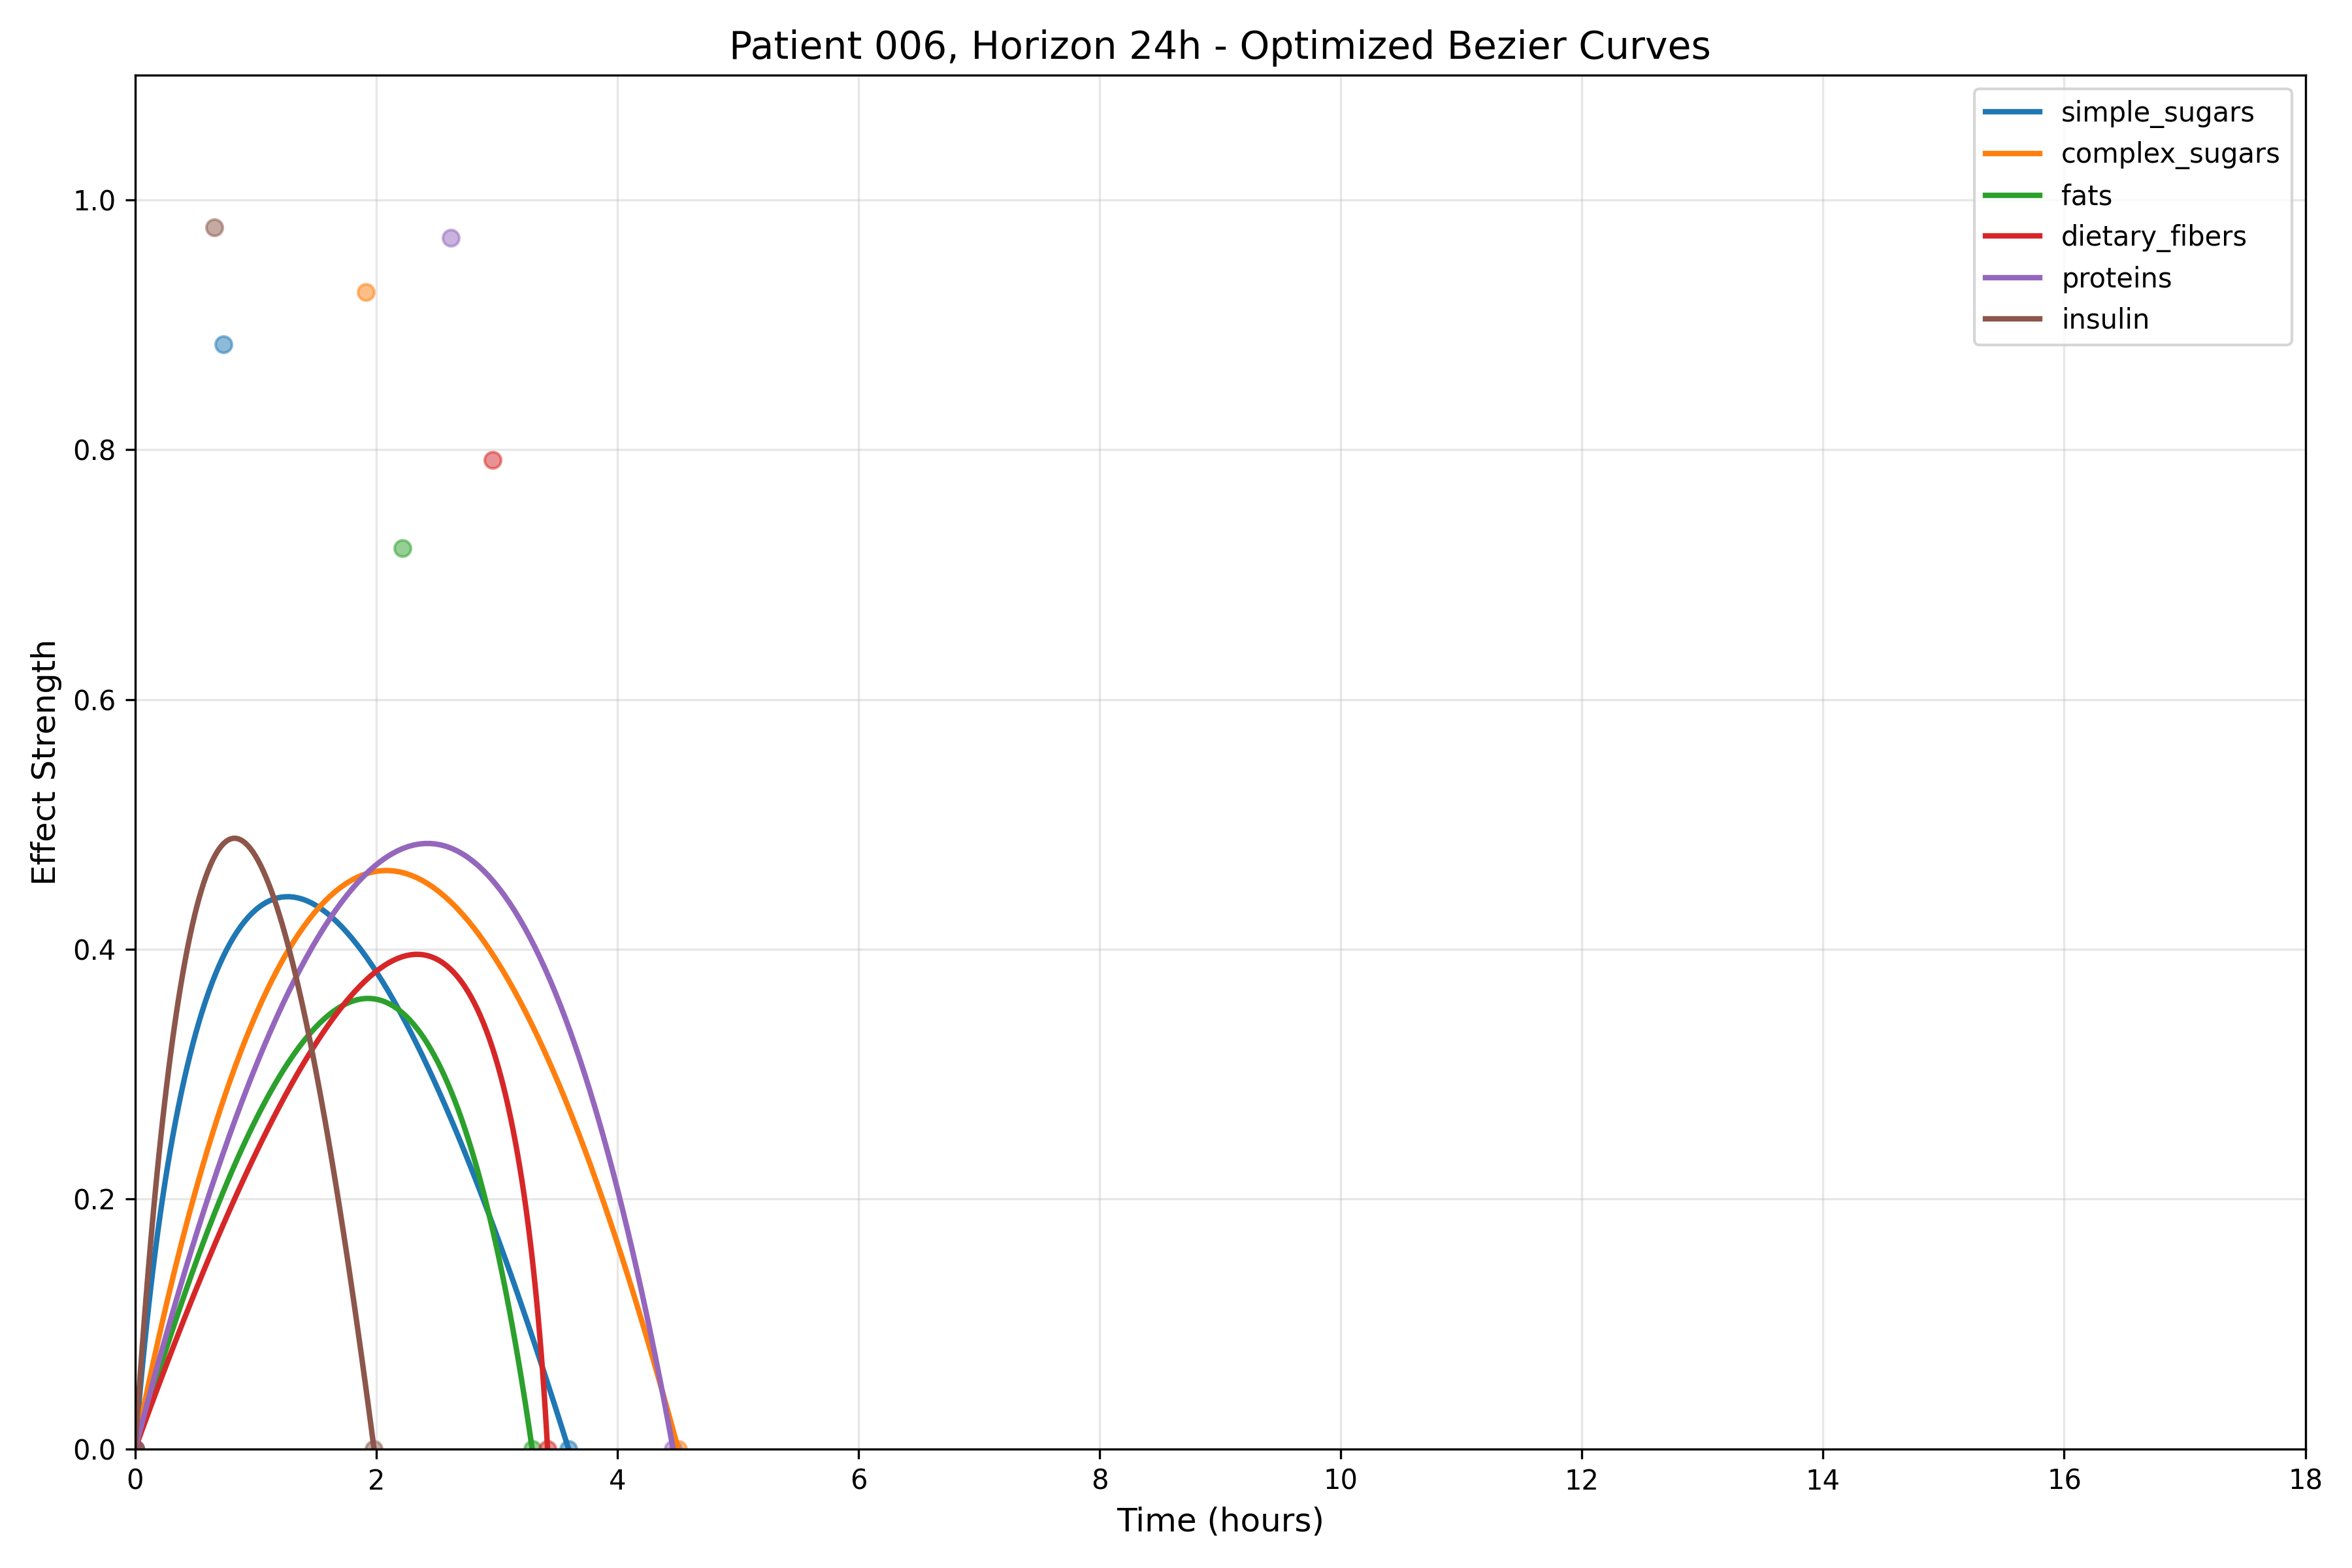 Patient 006, Horizon 24h - Optimized Bezier Curves
simple_sugars
complex_sugars
fats
dietary_fibers
proteins
insulin
Effect Strength
1.0
0.8
0.6
0.4
0.2
0.0
0 2 4 6 8 10 12 14 16 18
Time (hours)